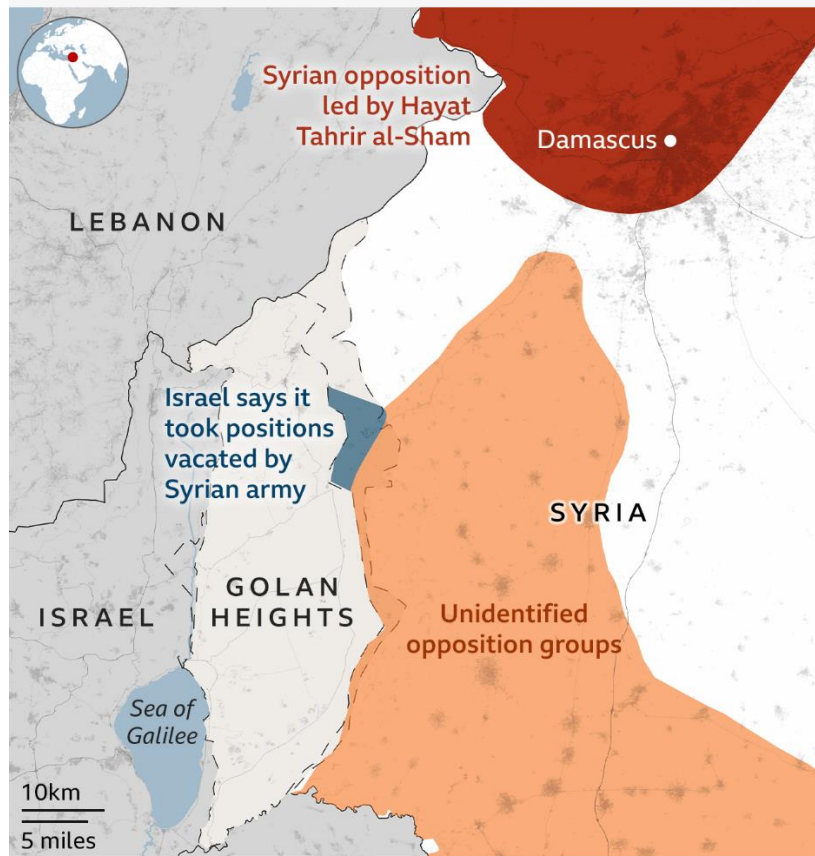 Syrian opposition
led by Hayat
Tahrir al-Sham
Damascus
LEBANON
Israel says it
took positions
vacated by
Syrian army
SYRIA
GOLAN
HEIGHTS
ISRAEL
Unidentified
opposition groups
Sea of
Galilee
10km
5 miles